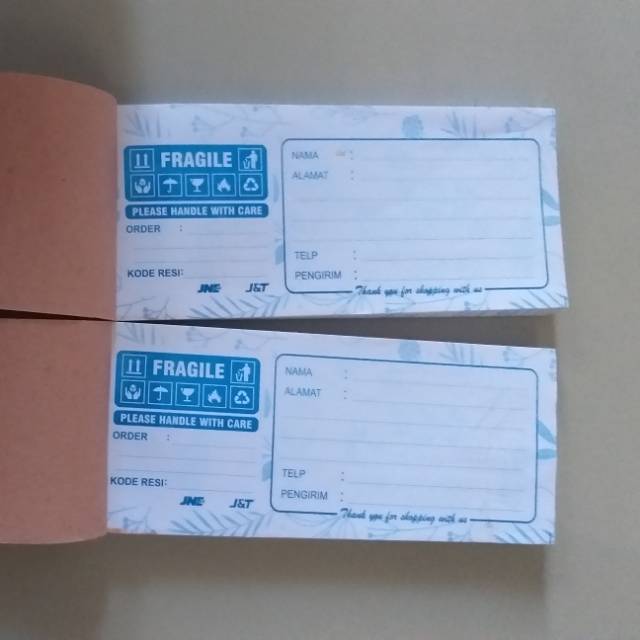 FRAGILE
PLEASE HANDLE WITH CARE
ORDER :
KODE RESI:
JNE J&T
NAMA :
ALAMAT :
TELP :
PENGIRIM :
Thank you for shopping with us
FRAGILE
PLEASE HANDLE WITH CARE
ORDER :
KODE RESI:
JNE J&T
NAMA :
ALAMAT :
TELP :
PENGIRIM :
Thank you for shopping with us